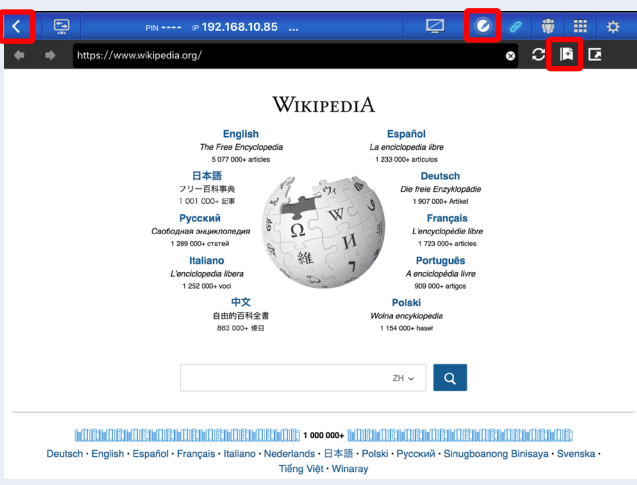 PIN ---- IP 192.168.10.85 ...
https://www.wikipedia.org/
WIKIPEDIA
English
The Free Encyclopedia
5 077 000+ articles
Español
La enciclopedia libre
1 233 000+ artículos
日本語
フリー百科事典
1 001 000+ 記事
Deutsch
Die freie Enzyklopädie
1 907 000+ Artikel
Русский
Свободная энциклопедия
1 289 000+ статей
Français
L'encyclopédie libre
1 723 000+ articles
Italiano
L'enciclopedia libera
1 252 000+ voci
Português
A enciclopédia livre
909 000+ artigos
中文
自由的百科全書
863 000+ 條目
Polski
Wolna encyklopedia
1 154 000+ haseł
Ω W И 維 7
ZH
1 000 000+
Deutsch • English • Español • Français • Italiano • Nederlands • 日本語 • Polski • Русский • Sinugboanong Binisaya • Svenska •
Tiếng Việt • Winaray